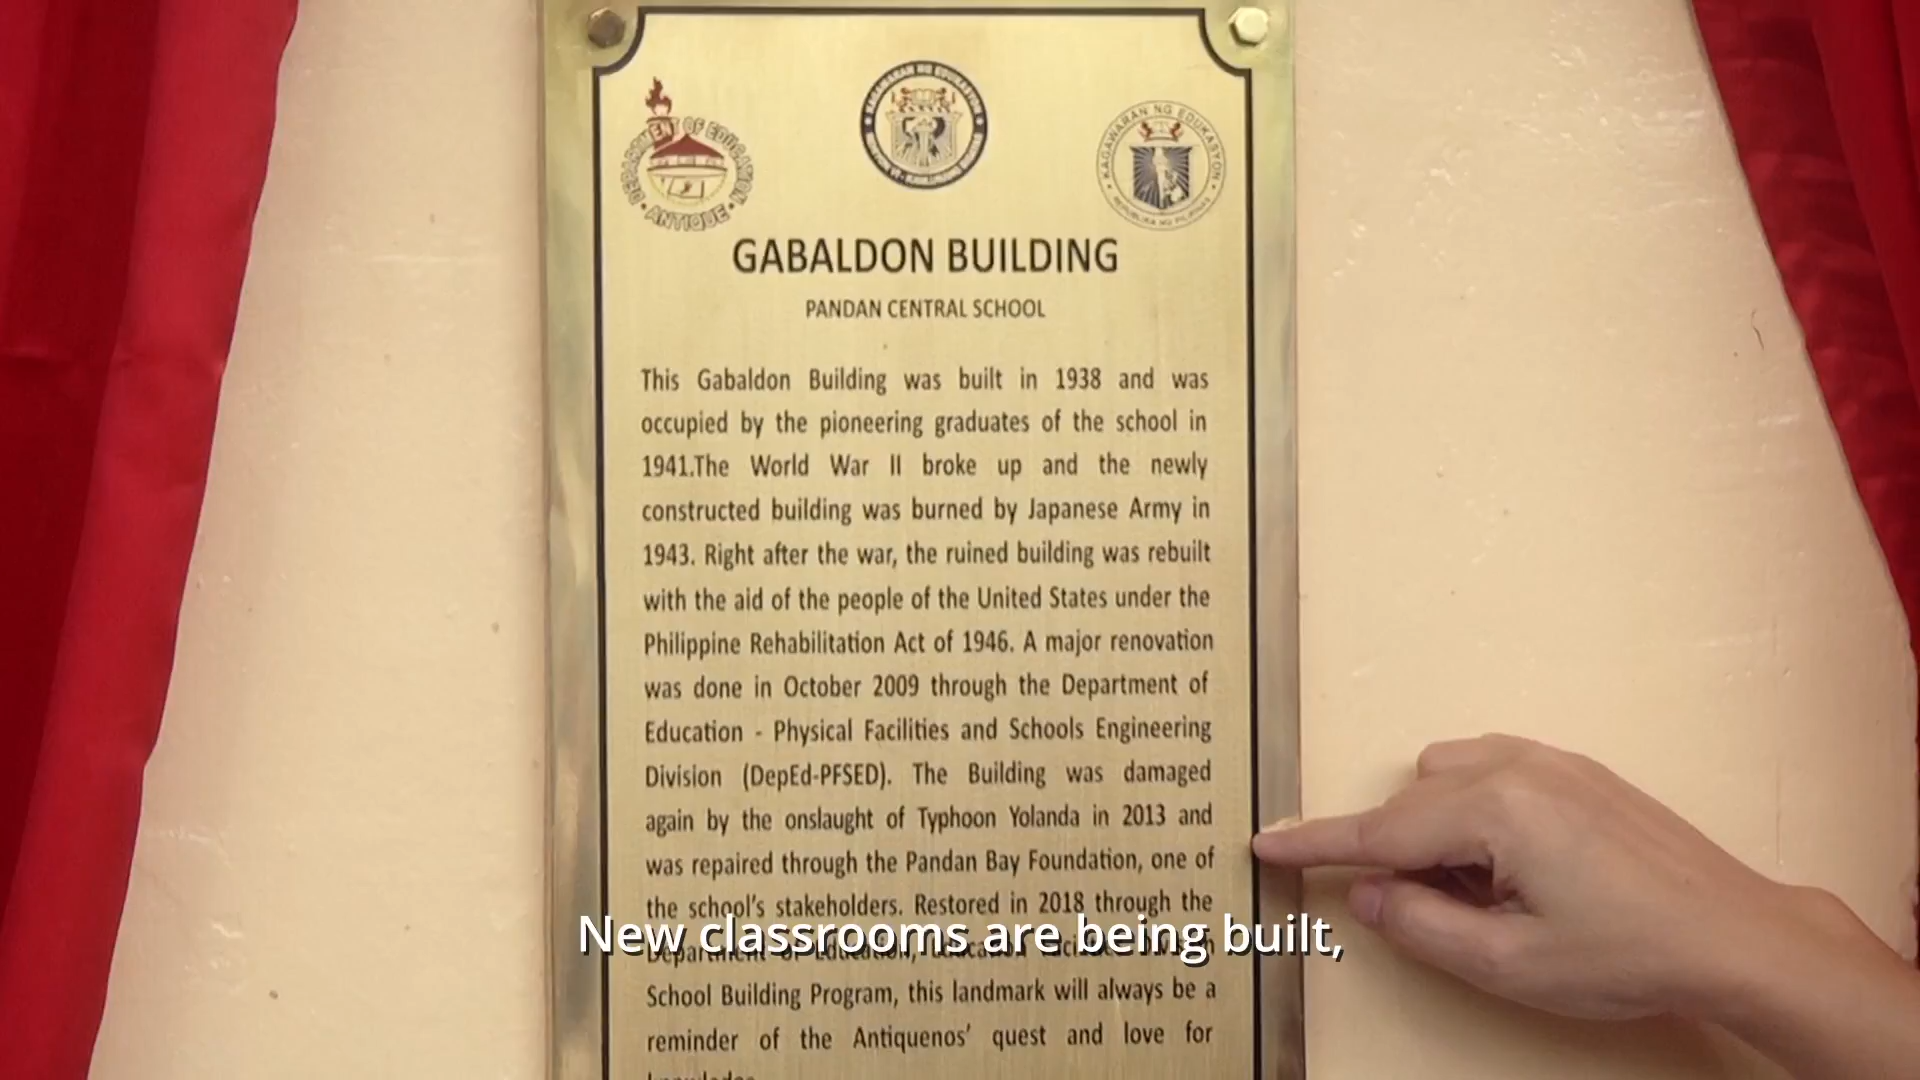 DEPARTMENT OF EDUCATION
ANTIQUE
KAGAWARAN NG EDUKASYON
KAGAWARAN NG EDUKASYON
REPUBLIKA NG PILIPINAS
GABALDON BUILDING
PANDAN CENTRAL SCHOOL
This Gabaldon Building was built in 1938 and was
occupied by the pioneering graduates of the school in
1941.The World War II broke up and the newly
constructed building was burned by Japanese Army in
1943. Right after the war, the ruined building was rebuilt
with the aid of the people of the United States under the
Philippine Rehabilitation Act of 1946. A major renovation
was done in October 2009 through the Department of
Education - Physical Facilities and Schools Engineering
Division (DepEd-PFSED). The Building was damaged
again by the onslaught of Typhoon Yolanda in 2013 and
was repaired through the Pandan Bay Foundation, one of
the school's stakeholders. Restored in 2018 through the
New classrooms are being built,
Department of Education,
School Building Program, this landmark will always be a
reminder of the Antiquenos' quest and love for